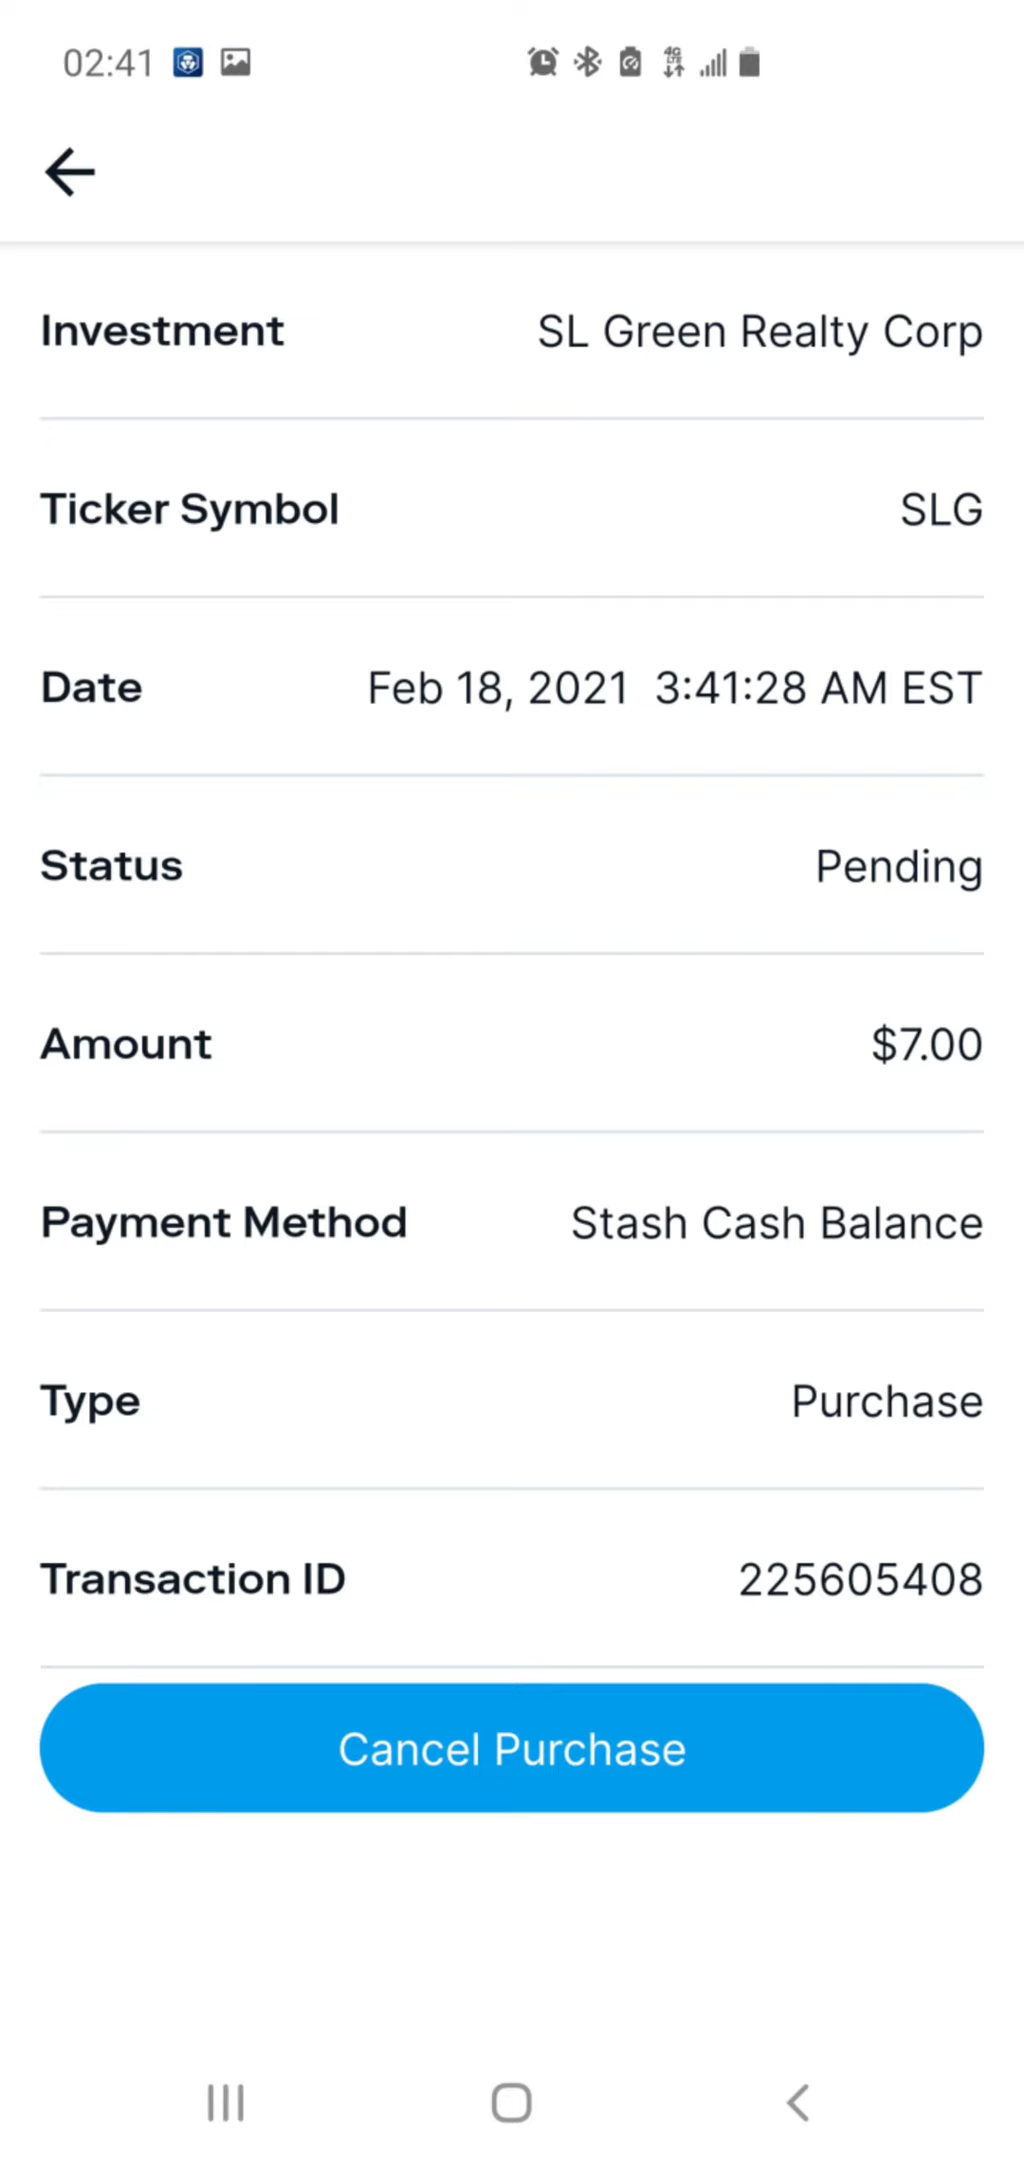 02:41
Investment SL Green Realty Corp
Ticker Symbol SLG
Date Feb 18, 2021 3:41:28 AM EST
Status Pending
Amount $7.00
Payment Method Stash Cash Balance
Type Purchase
Transaction ID 225605408
Cancel Purchase